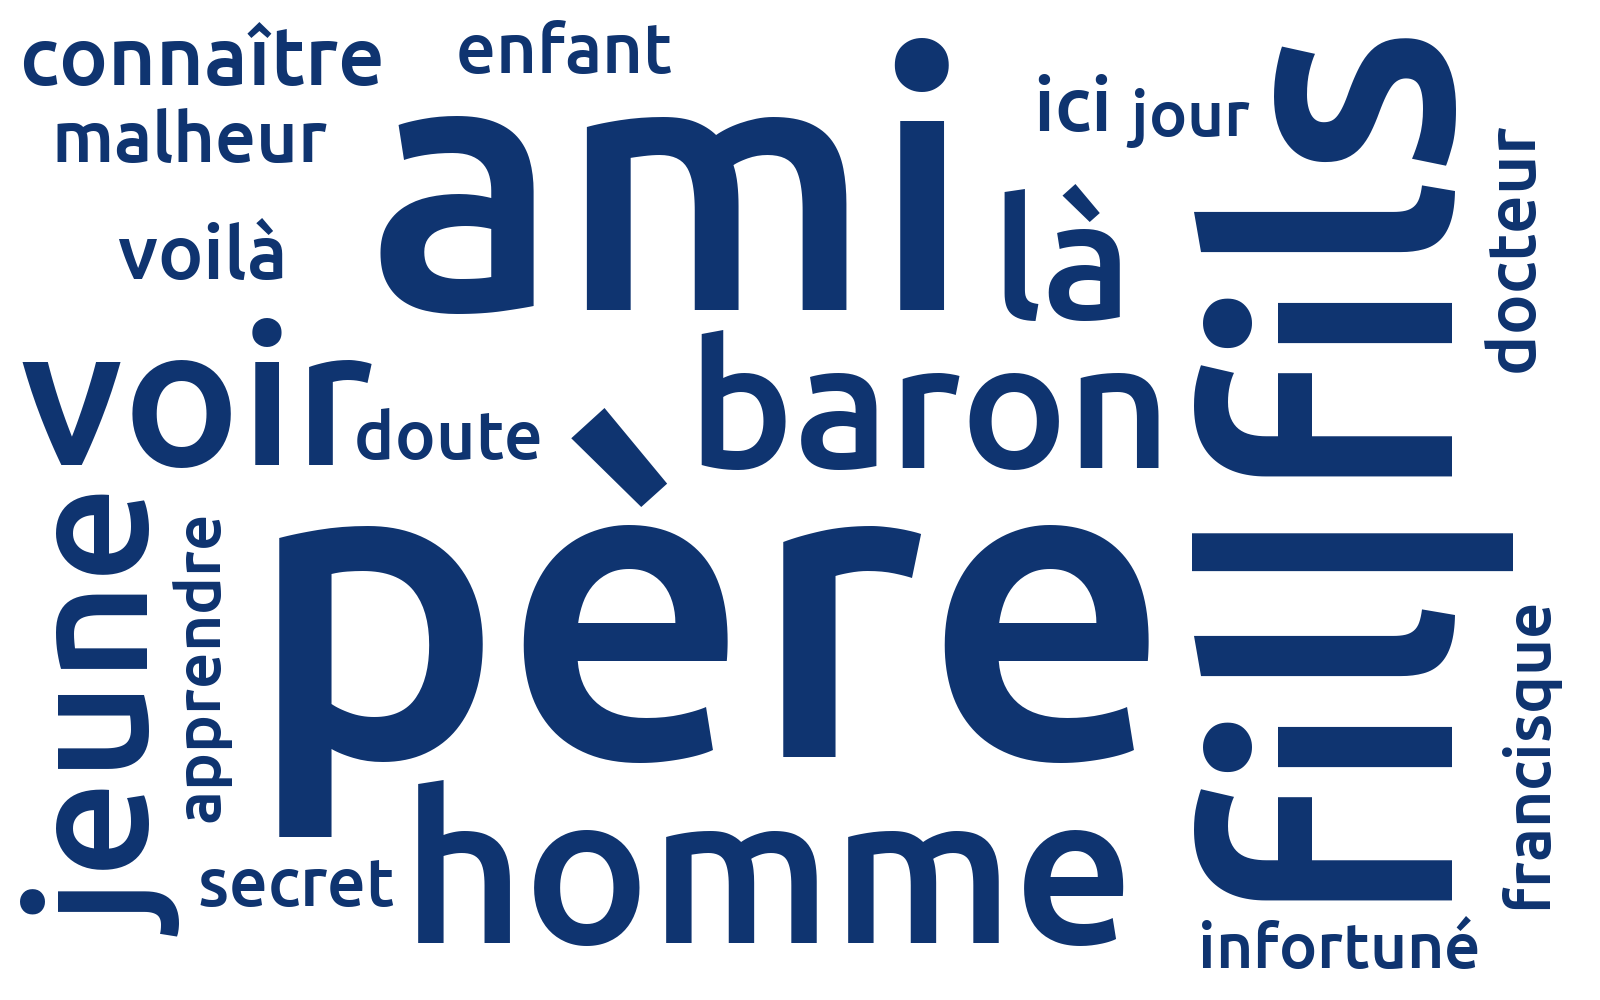 connaître
enfant
ami
ici
jour
malheur
fil|fils
docteur
voilà
là
voir
baron
doute
jeune
apprendre
père
francisque
homme
secret
infortuné